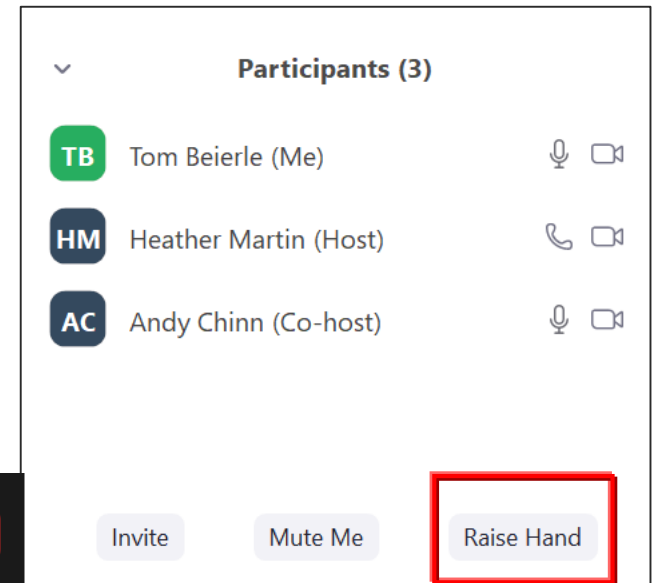 Participants (3)
TB Tom Beierle (Me)
HM Heather Martin (Host)
AC Andy Chinn (Co-host)
Invite Mute Me Raise Hand